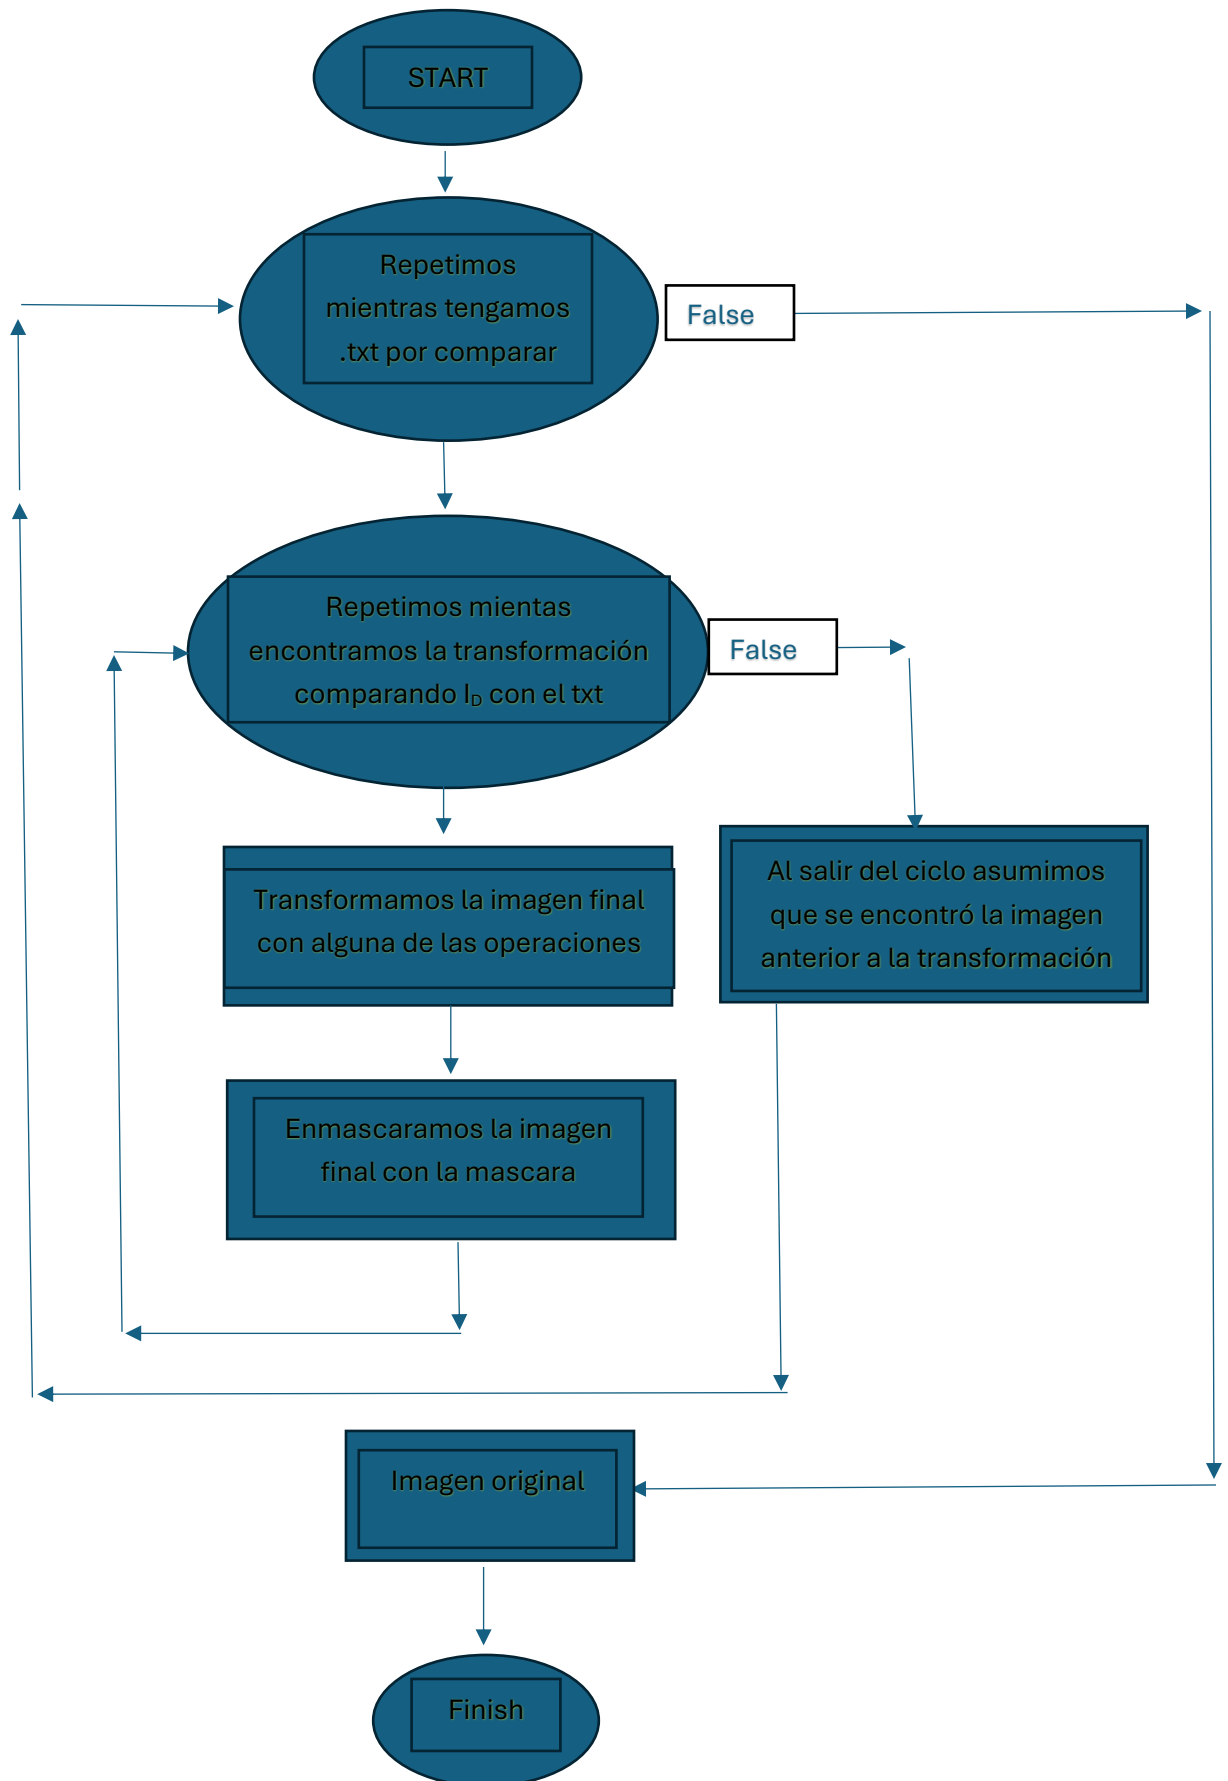 START
Repetimos
mientras tengamos
.txt por comparar
False
Repetimos mientas
encontramos la transformación
comparando I_D con el txt
False
Transformamos la imagen final
con alguna de las operaciones
Al salir del ciclo asumimos
que se encontró la imagen
anterior a la transformación
Enmascaramos la imagen
final con la mascara
Imagen original
Finish